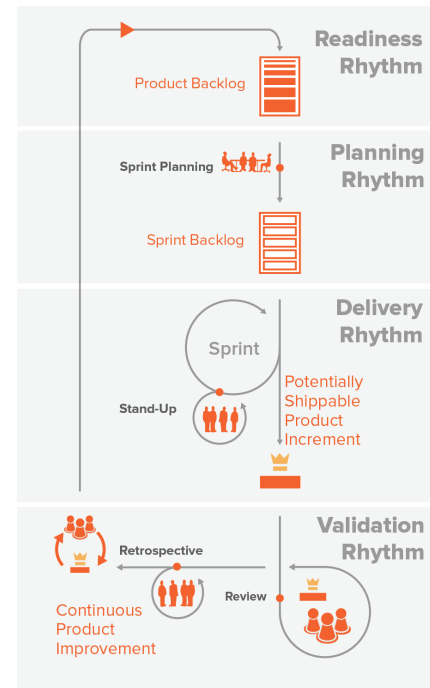 Readiness
Rhythm
Product Backlog
Planning
Rhythm
Sprint Planning
Sprint Backlog
Delivery
Rhythm
Sprint
Potentially
Shippable
Product
Increment
Stand-Up
Validation
Rhythm
Retrospective
Review
Continuous
Product
Improvement